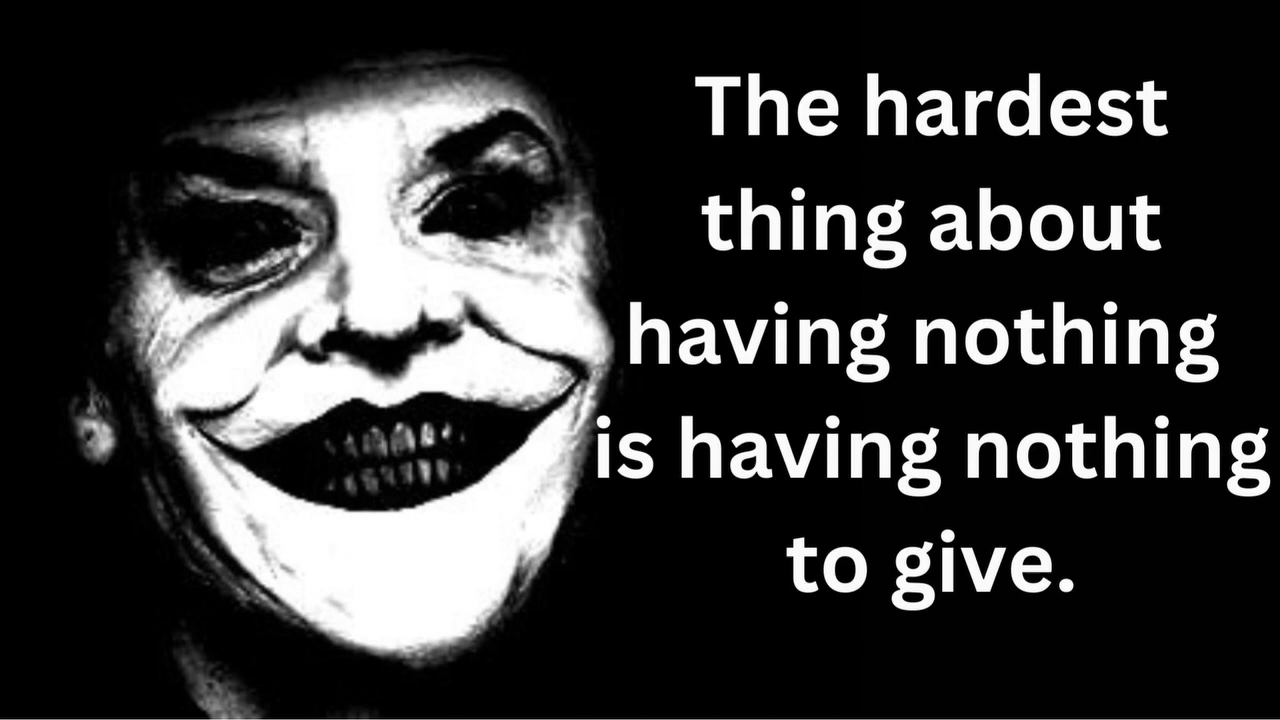 The hardest
thing about
having nothing
is having nothing
to give.